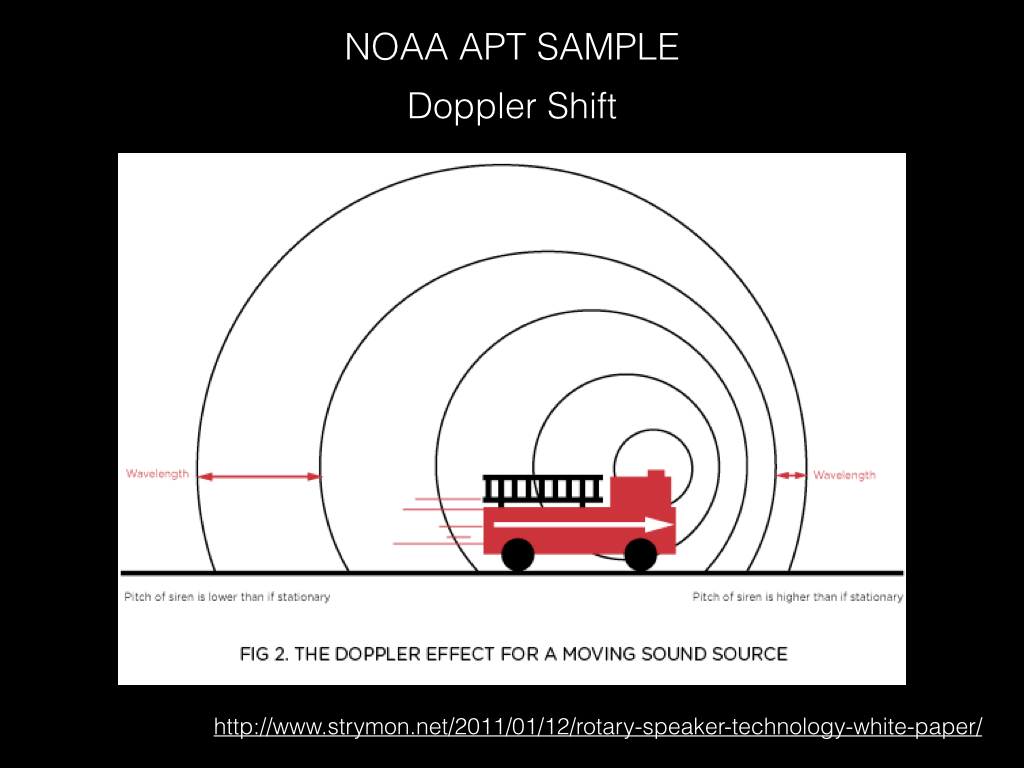 NOAA APT SAMPLE
Doppler Shift
Wavelength
Wavelength
Pitch of siren is lower than if stationary
Pitch of siren is higher than if stationary
FIG 2. THE DOPPLER EFFECT FOR A MOVING SOUND SOURCE
http://www.strymon.net/2011/01/12/rotary-speaker-technology-white-paper/